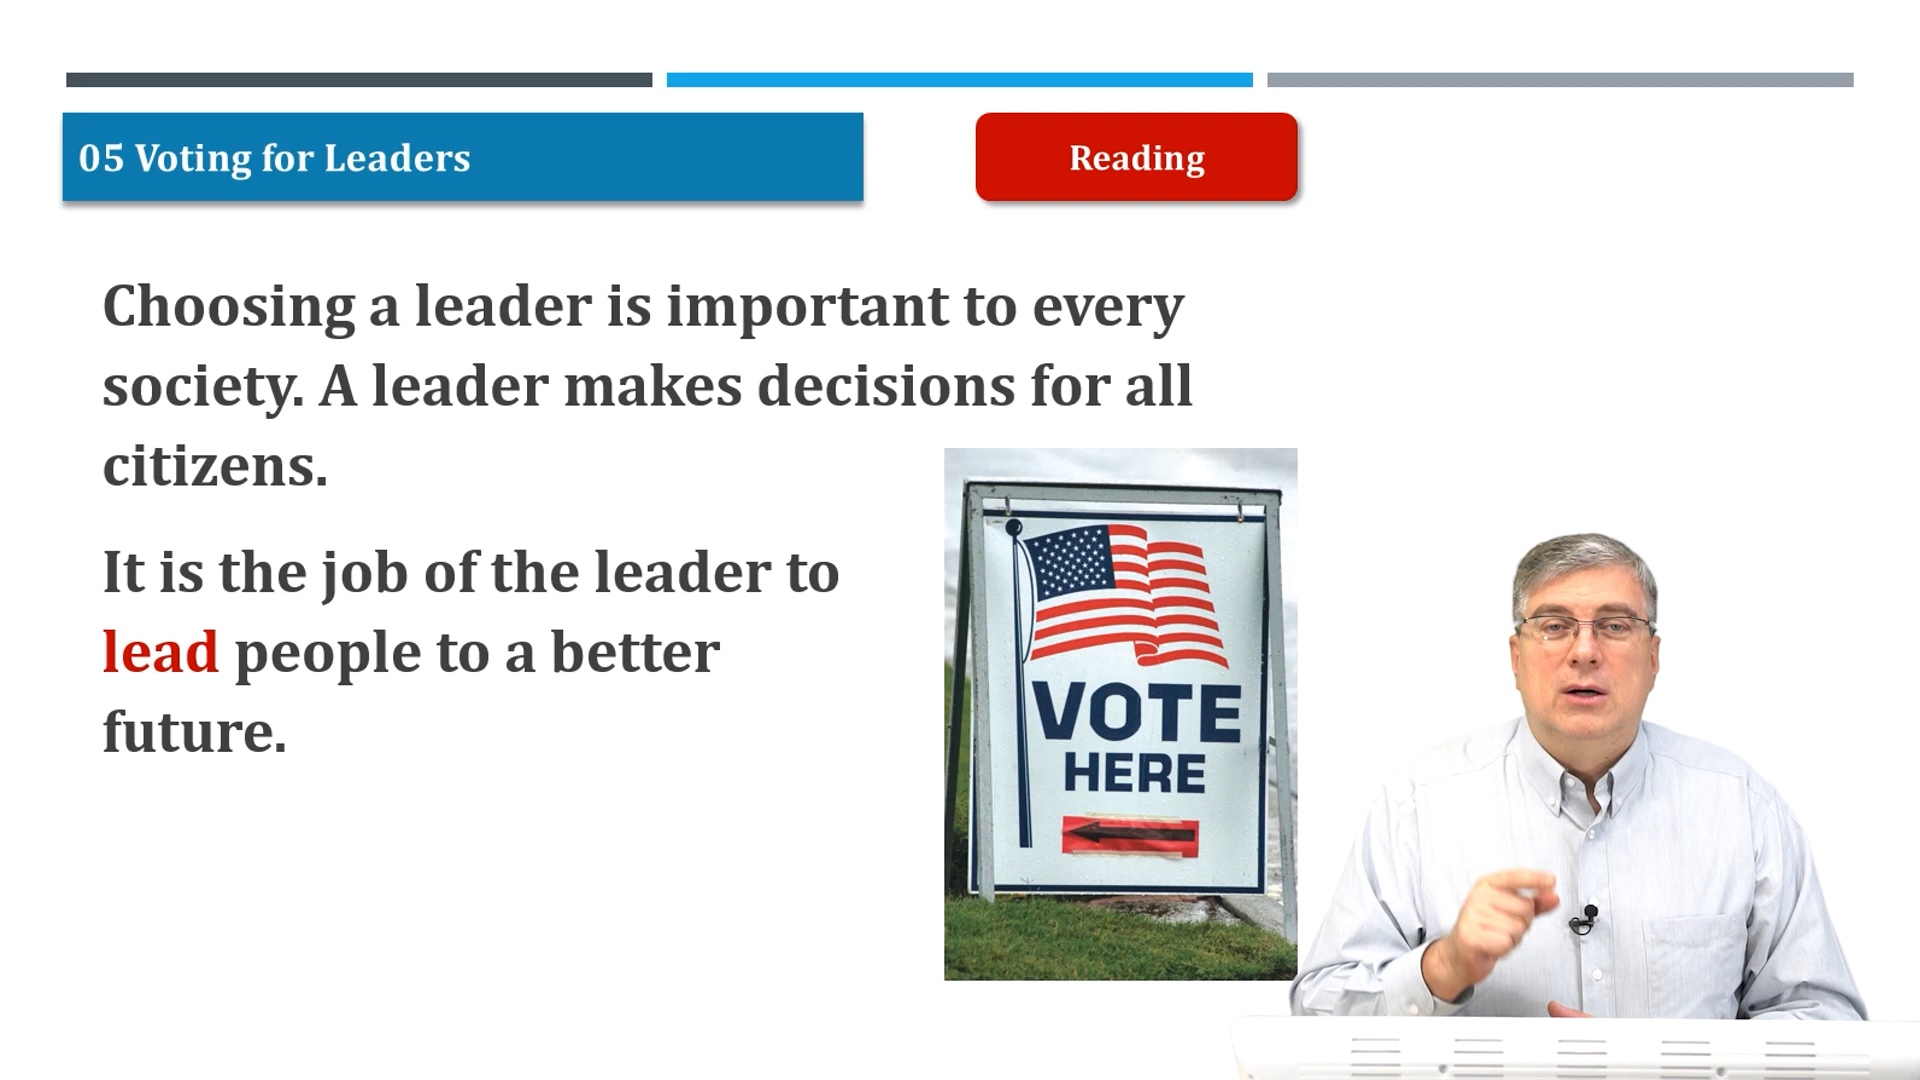 05 Voting for Leaders
Reading
Choosing a leader is important to every
society. A leader makes decisions for all
citizens.
It is the job of the leader to
lead people to a better
future.
VOTE
HERE